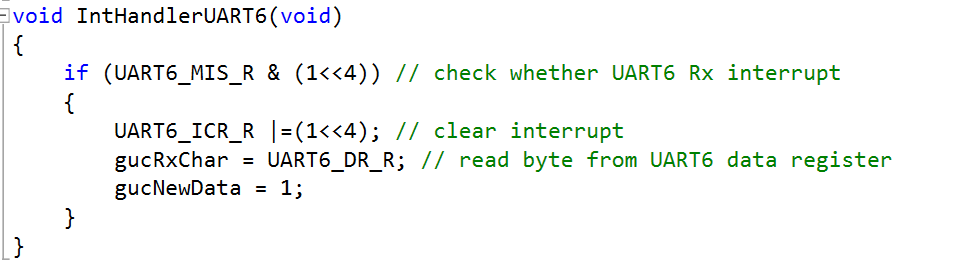 void IntHandlerUART6(void)
{
    if (UART6_MIS_R & (1<<4)) // check whether UART6 Rx interrupt
    {
        UART6_ICR_R |=(1<<4); // clear interrupt
        gucRxChar = UART6_DR_R; // read byte from UART6 data register
        gucNewData = 1;
    }
}